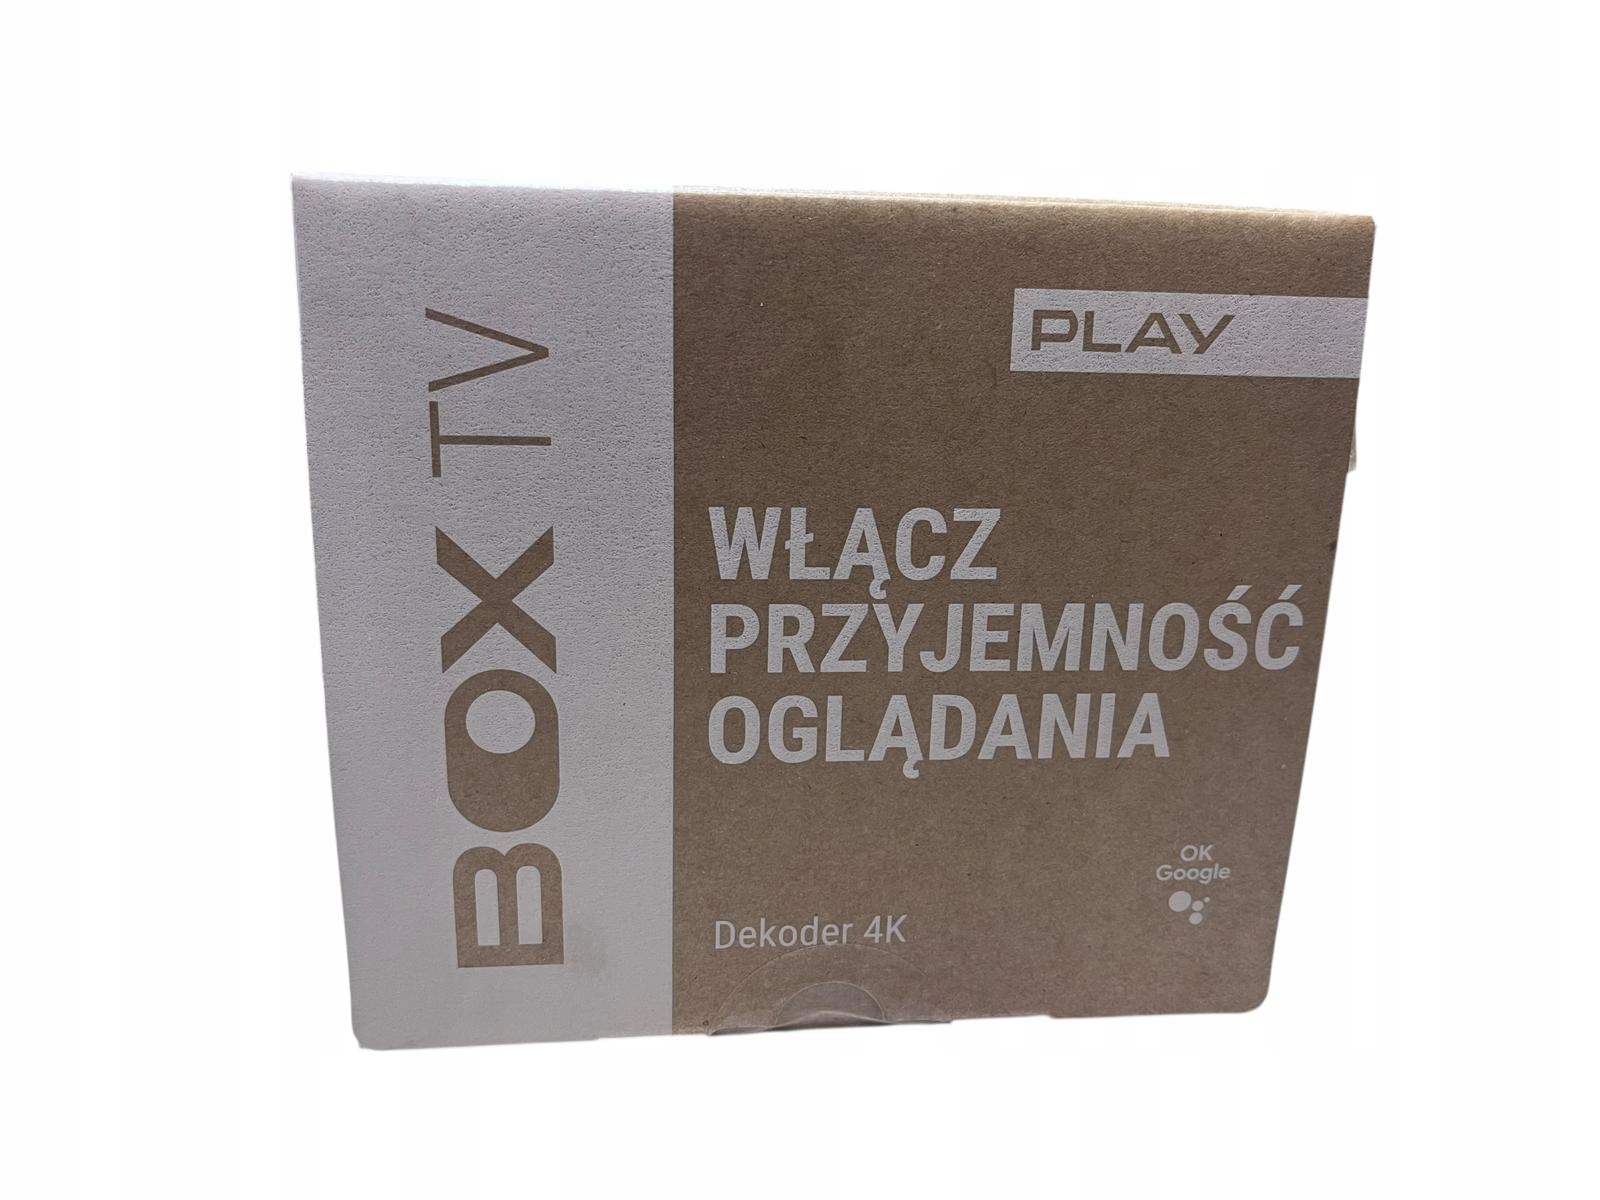 BOX TV
PLAY
WŁĄCZ
PRZYJEMNOŚĆ
OGLĄDANIA
OK
Google
Dekoder 4K